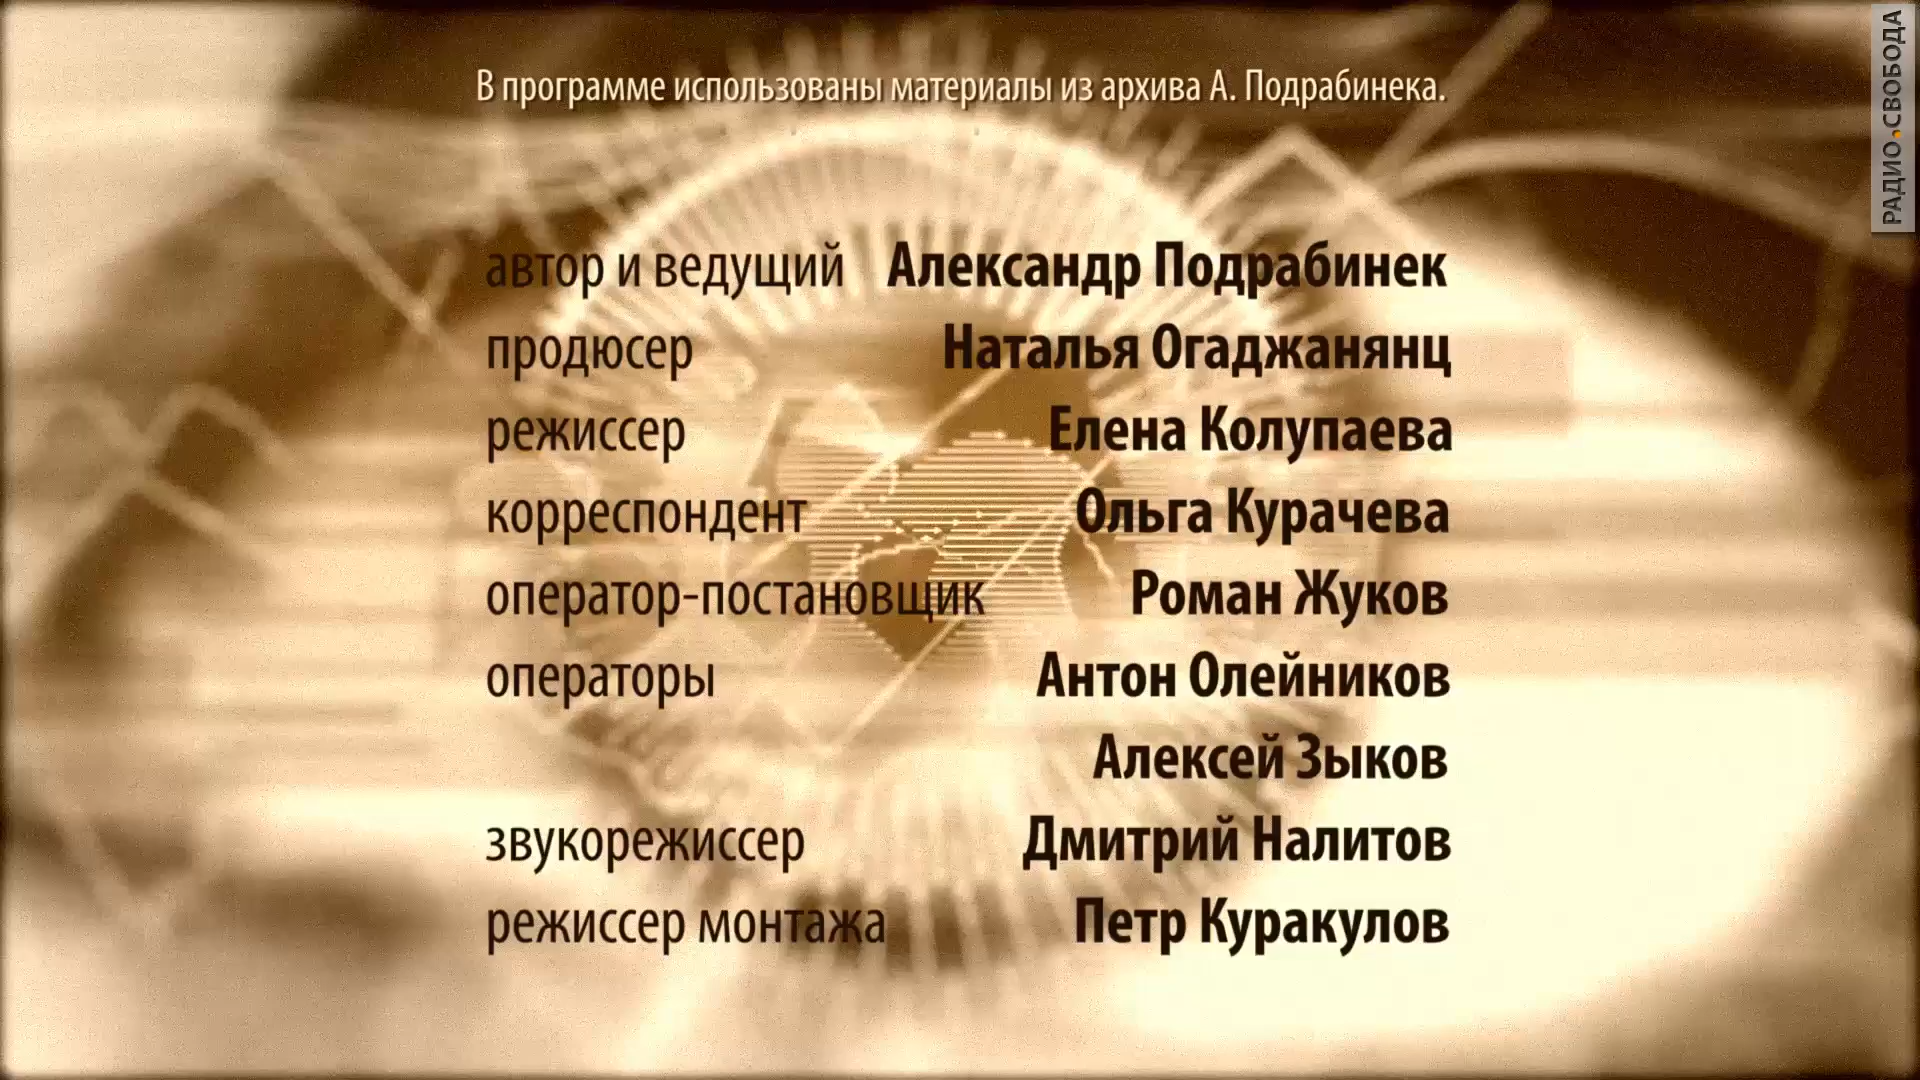 В программе использованы материалы из архива А. Подрабинека.
автор и ведущий Александр Подрабинек
продюсер Наталья Огаджанянц
режиссер Елена Колупаева
корреспондент Ольга Курачева
оператор-постановщик Роман Жуков
операторы Антон Олейников
Алексей Зыков
звукорежиссер Дмитрий Налитов
режиссер монтажа Петр Куракулов
РАДИО.СВОБОДА